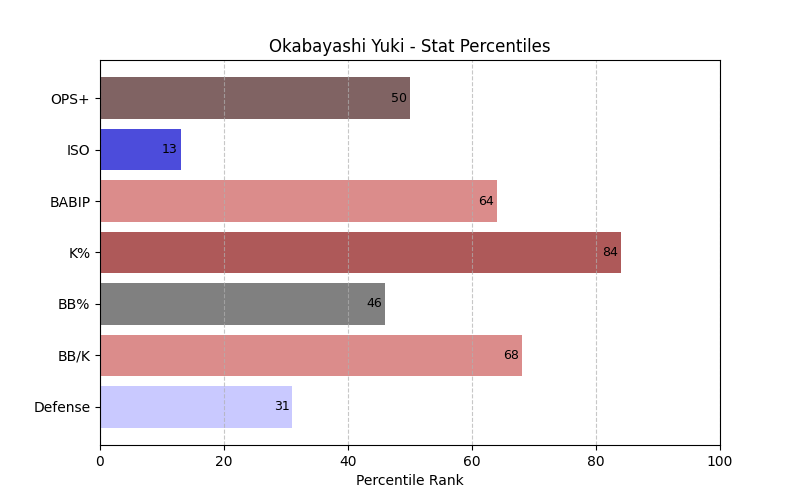 Okabayashi Yuki - Stat Percentiles
OPS+ 50
ISO 13
BABIP 64
K% 84
BB% 46
BB/K 68
Defense 31
0 20 40 60 80 100
Percentile Rank